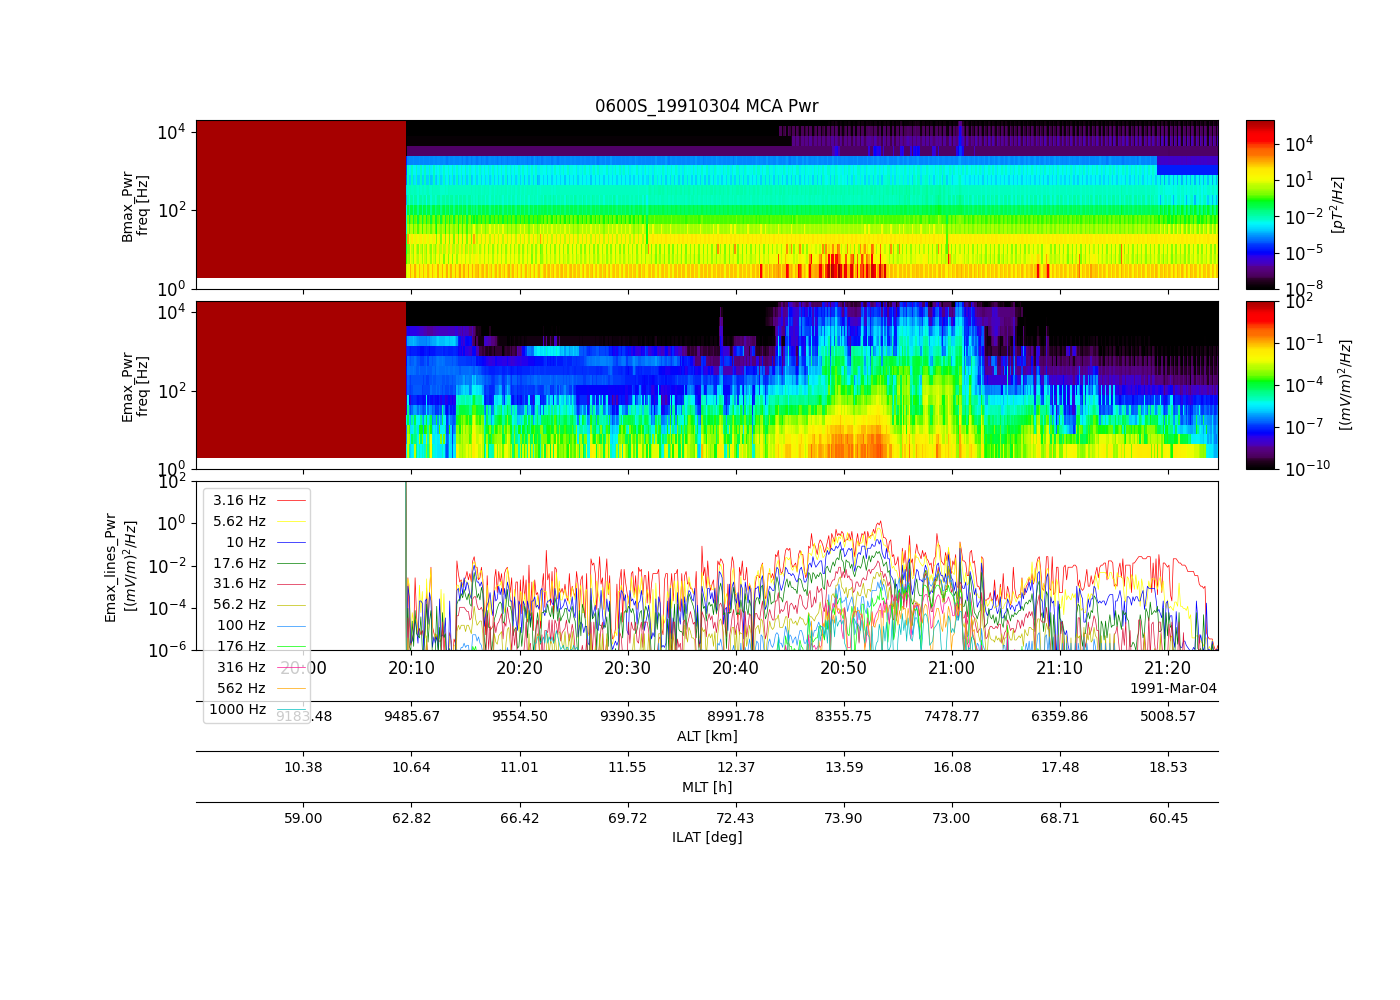 0600S_19910304 MCA Pwr
Bmax_Pwr
freq [Hz]
10^4
10^2
10^0
10^4
10^1
10^-2
10^-5
10^-8
[pT^2/Hz]
Emax_Pwr
freq [Hz]
10^4
10^2
10^0
10^2
10^-1
10^-4
10^-7
10^-10
[(mV/m)^2/Hz]
Emax_lines_Pwr
[(mV/m)^2/Hz]
10^2
10^0
10^-2
10^-4
10^-6
3.16 Hz
5.62 Hz
10 Hz
17.6 Hz
31.6 Hz
56.2 Hz
100 Hz
176 Hz
316 Hz
562 Hz
1000 Hz
20:00 20:10 20:20 20:30 20:40 20:50 21:00 21:10 21:20
1991-Mar-04
9183.48 9485.67 9554.50 9390.35 8991.78 8355.75 7478.77 6359.86 5008.57
ALT [km]
10.38 10.64 11.01 11.55 12.37 13.59 16.08 17.48 18.53
MLT [h]
59.00 62.82 66.42 69.72 72.43 73.90 73.00 68.71 60.45
ILAT [deg]